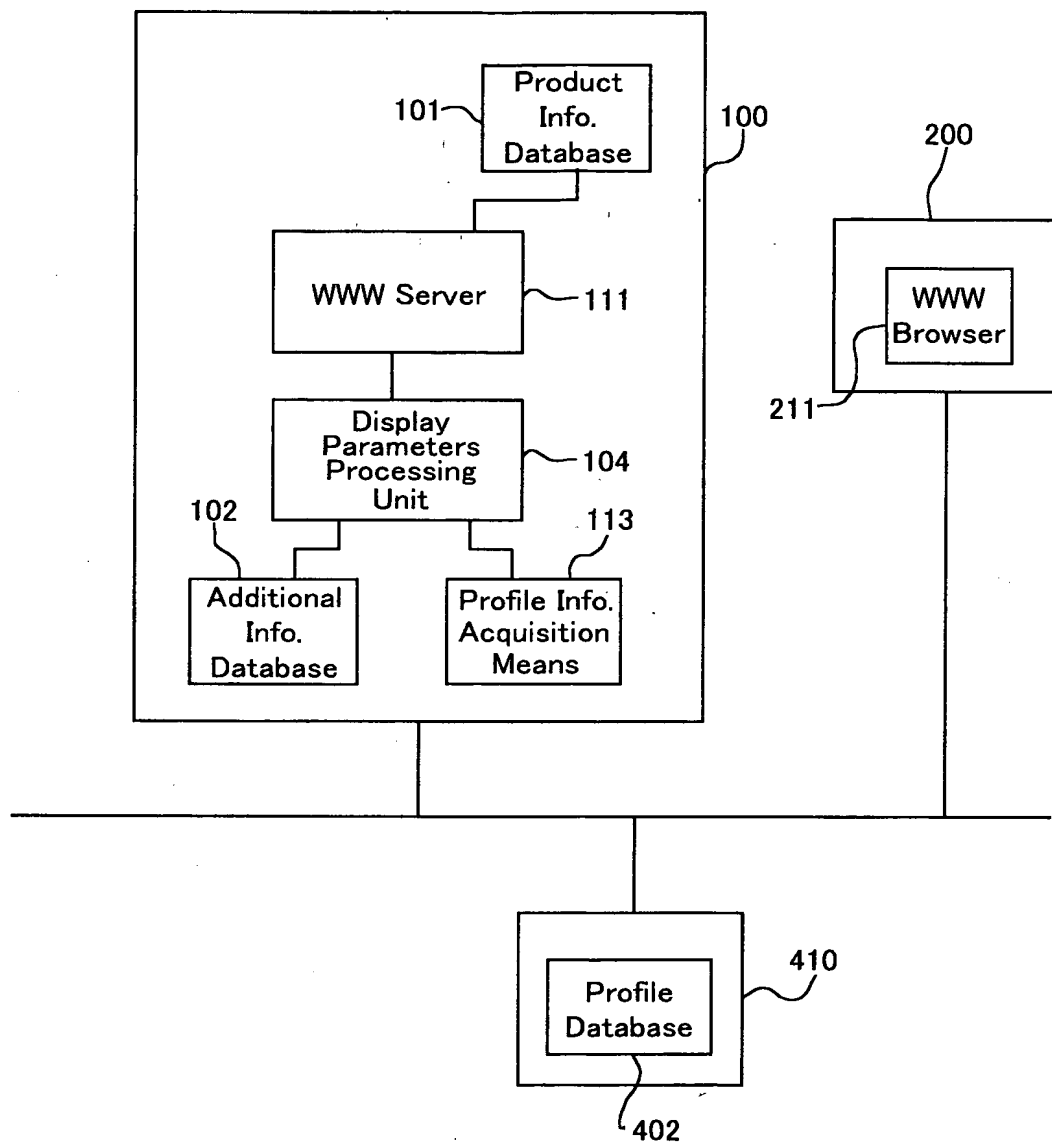 Product
Info.
Database
101
100
200
WWW Server
111
WWW
Browser
211
Display
Parameters
Processing
Unit
104
102
113
Additional
Info.
Database
Profile Info.
Acquisition
Means
410
Profile
Database
402